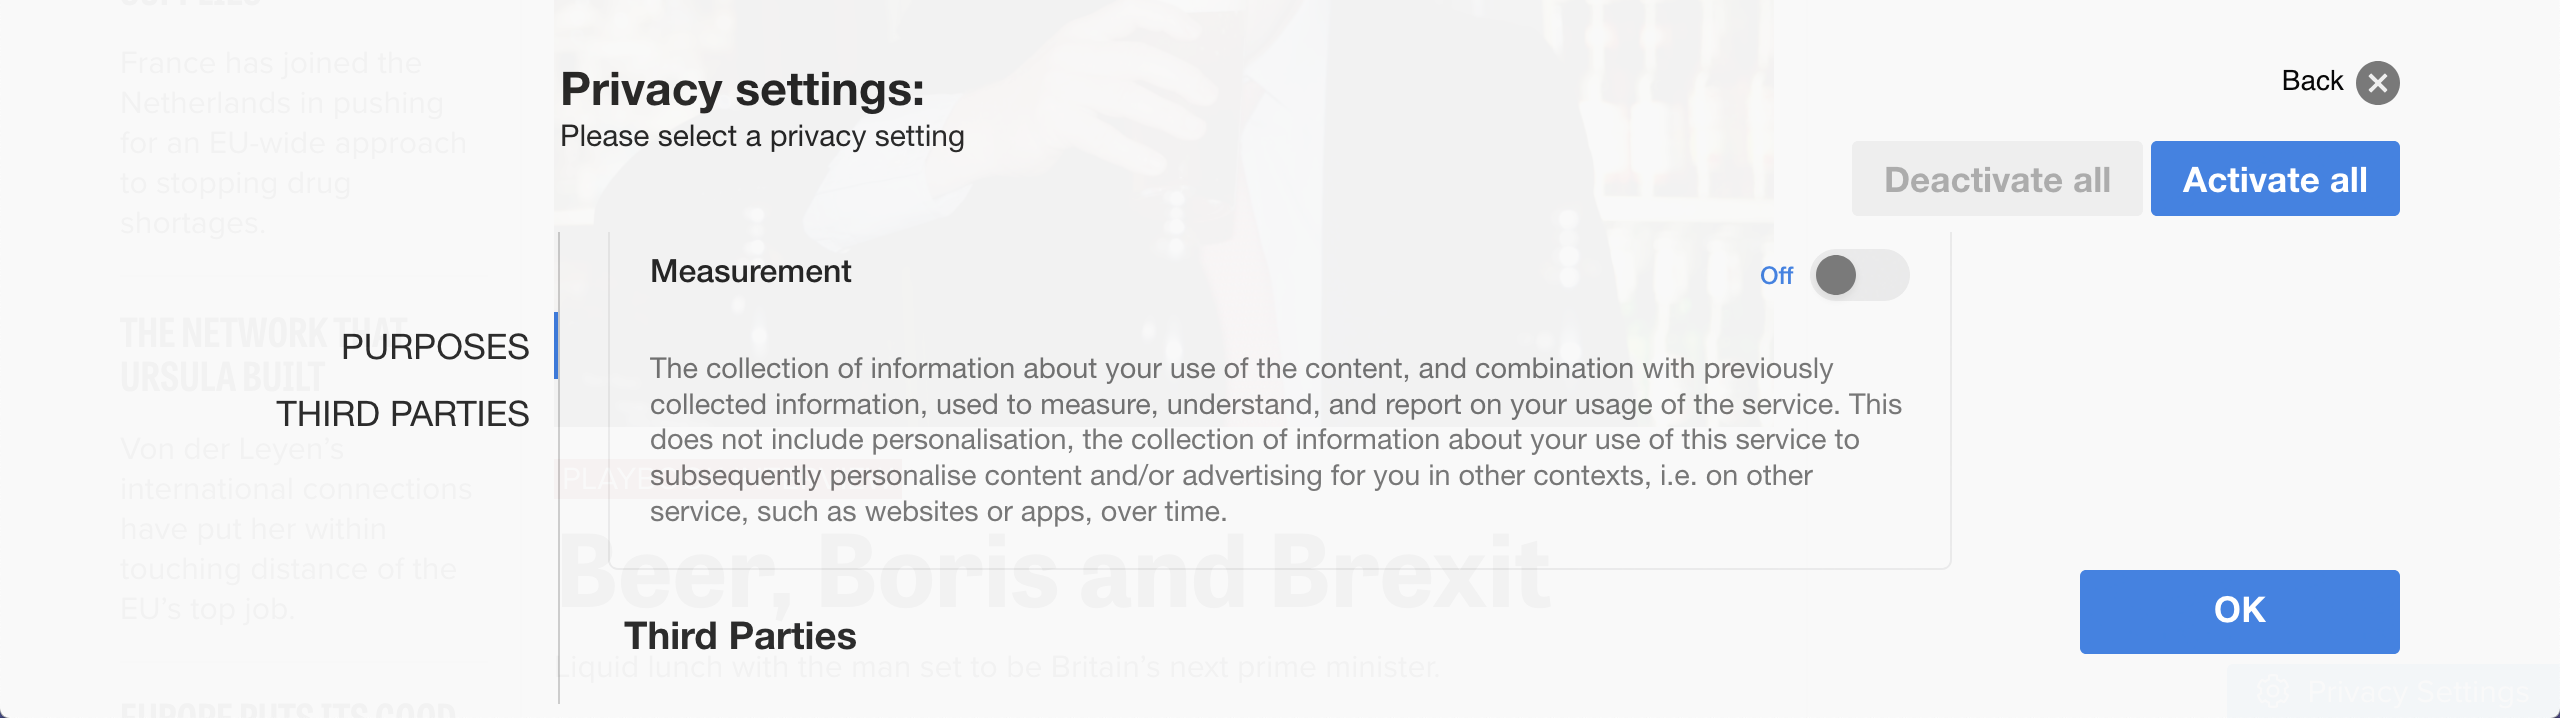 France has joined the
Netherlands in pushing
for an EU-wide approach
to stopping drug
shortages.
THE NETWORK THAT
URSULA BUILT
Von der Leyen's
international connections
have put her within
touching distance of the
EU's top job.
EUROPE PUTS ITS GOOD
Privacy settings:
Please select a privacy setting
Back
Deactivate all
Activate all
PURPOSES
THIRD PARTIES
Measurement
Off
The collection of information about your use of the content, and combination with previously
collected information, used to measure, understand, and report on your usage of the service. This
does not include personalisation, the collection of information about your use of this service to
subsequently personalise content and/or advertising for you in other contexts, i.e. on other
service, such as websites or apps, over time.
Beer, Boris and Brexit
Third Parties
Liquid lunch with the man set to be Britain's next prime minister.
OK
Privacy Settings